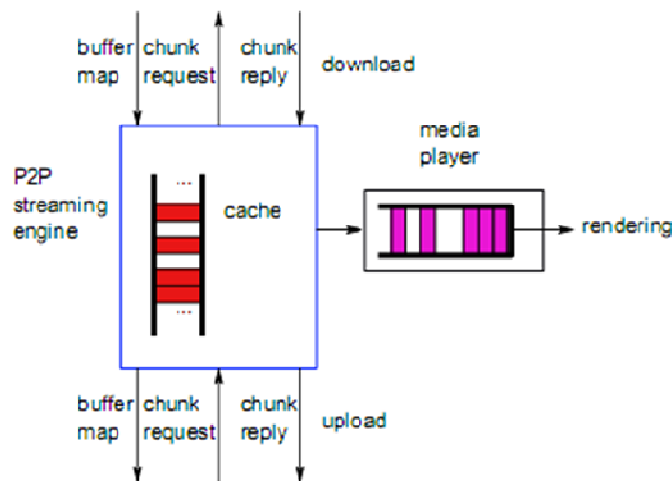 buffer chunk chunk
map request reply download
media
player
P2P
streaming
engine
...
cache
rendering
...
buffer chunk chunk
map request reply upload